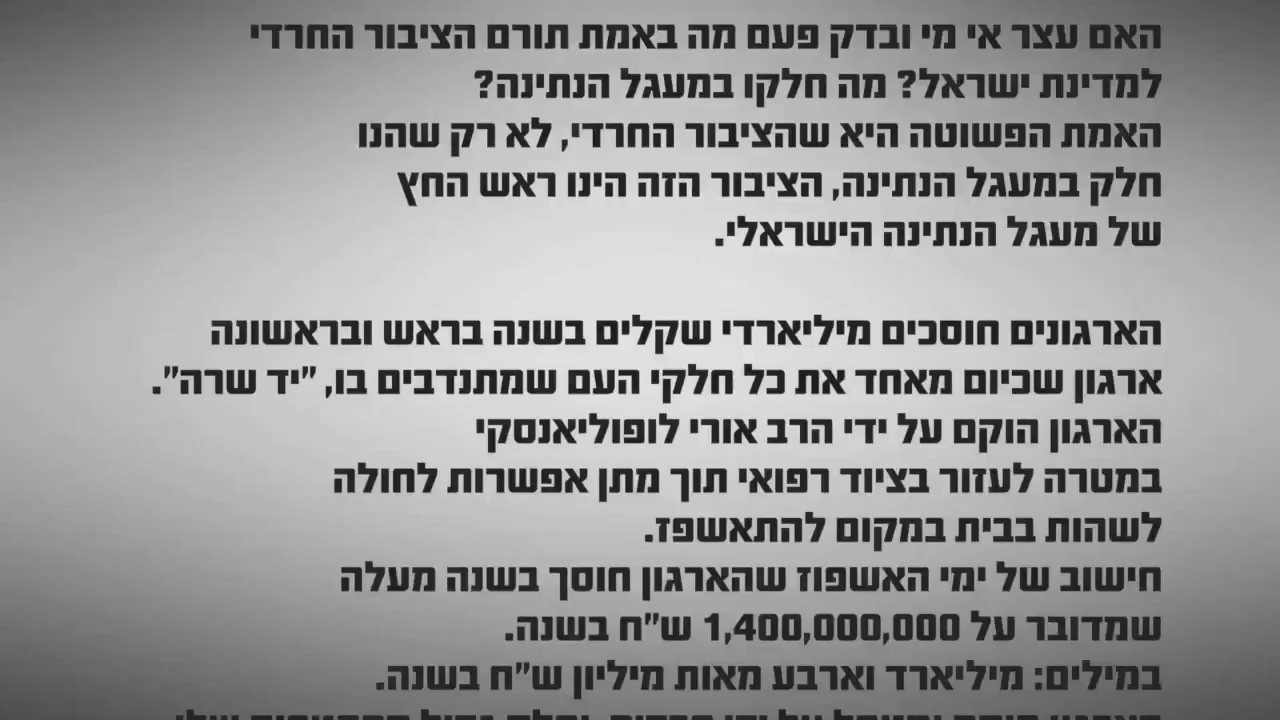 האם עצר אי מי ובדק פעם מה באמת תורם הציבור החרדי
למדינת ישראל? מה חלקו במעגל הנתינה?
האמת הפשוטה היא שהציבור החרדי, לא רק שהנו
חלק במעגל הנתינה, הציבור הזה הינו ראש החץ
של מעגל הנתינה הישראלי.
הארגונים חוסכים מיליארדי שקלים בשנה בראש ובראשונה
ארגון שכיום מאחד את כל חלקי העם שמתנדבים בו, "יד שרה".
הארגון הוקם על ידי הרב אורי לופוליאנסקי
במטרה לעזור בציוד רפואי תוך מתן אפשרות לחולה
לשהות בבית במקום להתאשפז.
חישוב של ימי האשפוז שהארגון חוסך בשנה מעלה
שמדובר על 1,400,000,000 ש"ח בשנה.
במילים: מיליארד וארבע מאות מיליון ש"ח בשנה.